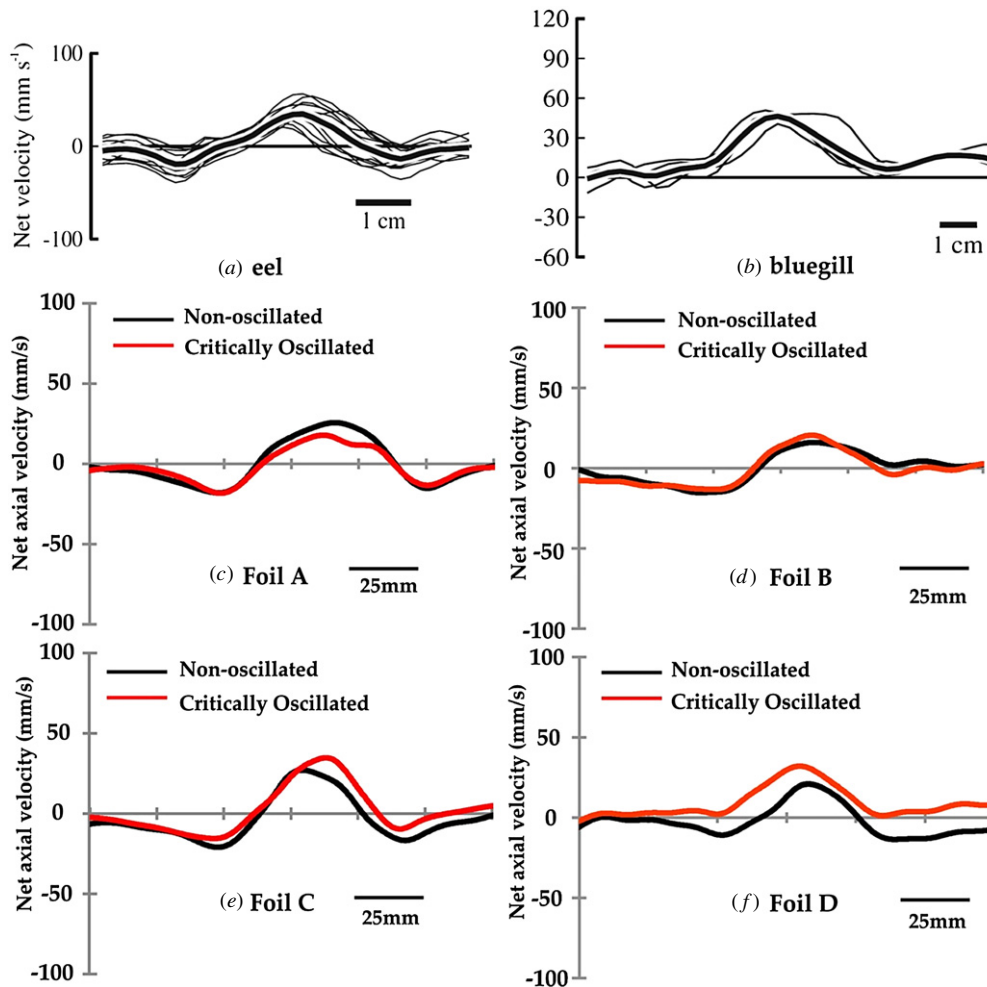 Net velocity (mm s-1)
100
0
-100
1 cm
(a) eel
120
90
60
30
0
-30
-60
1 cm
(b) bluegill
Net axial velocity (mm/s)
100
50
0
-50
-100
Non-oscillated
Critically Oscillated
(c) Foil A
25mm
Net axial velocity (mm/s)
100
50
0
-50
-100
Non-oscillated
Critically Oscillated
(d) Foil B
25mm
Net axial velocity (mm/s)
100
50
0
-50
-100
Non-oscillated
Critically Oscillated
(e) Foil C
25mm
Net axial velocity (mm/s)
100
50
0
-50
-100
Non-oscillated
Critically Oscillated
(f) Foil D
25mm